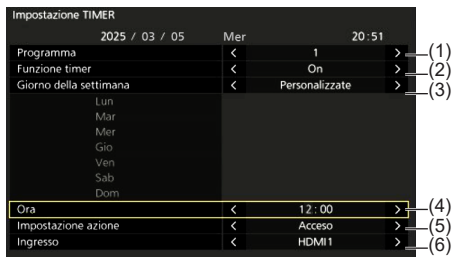 Impostazione TIMER
2025 / 03 / 05 Mer 20:51
Programma < 1 > (1)
Funzione timer < On > (2)
Giorno della settimana < Personalizzate > (3)
Lun
Mar
Mer
Gio
Ven
Sab
Dom
Ora < 12:00 > (4)
Impostazione azione < Acceso > (5)
Ingresso < HDMI1 > (6)